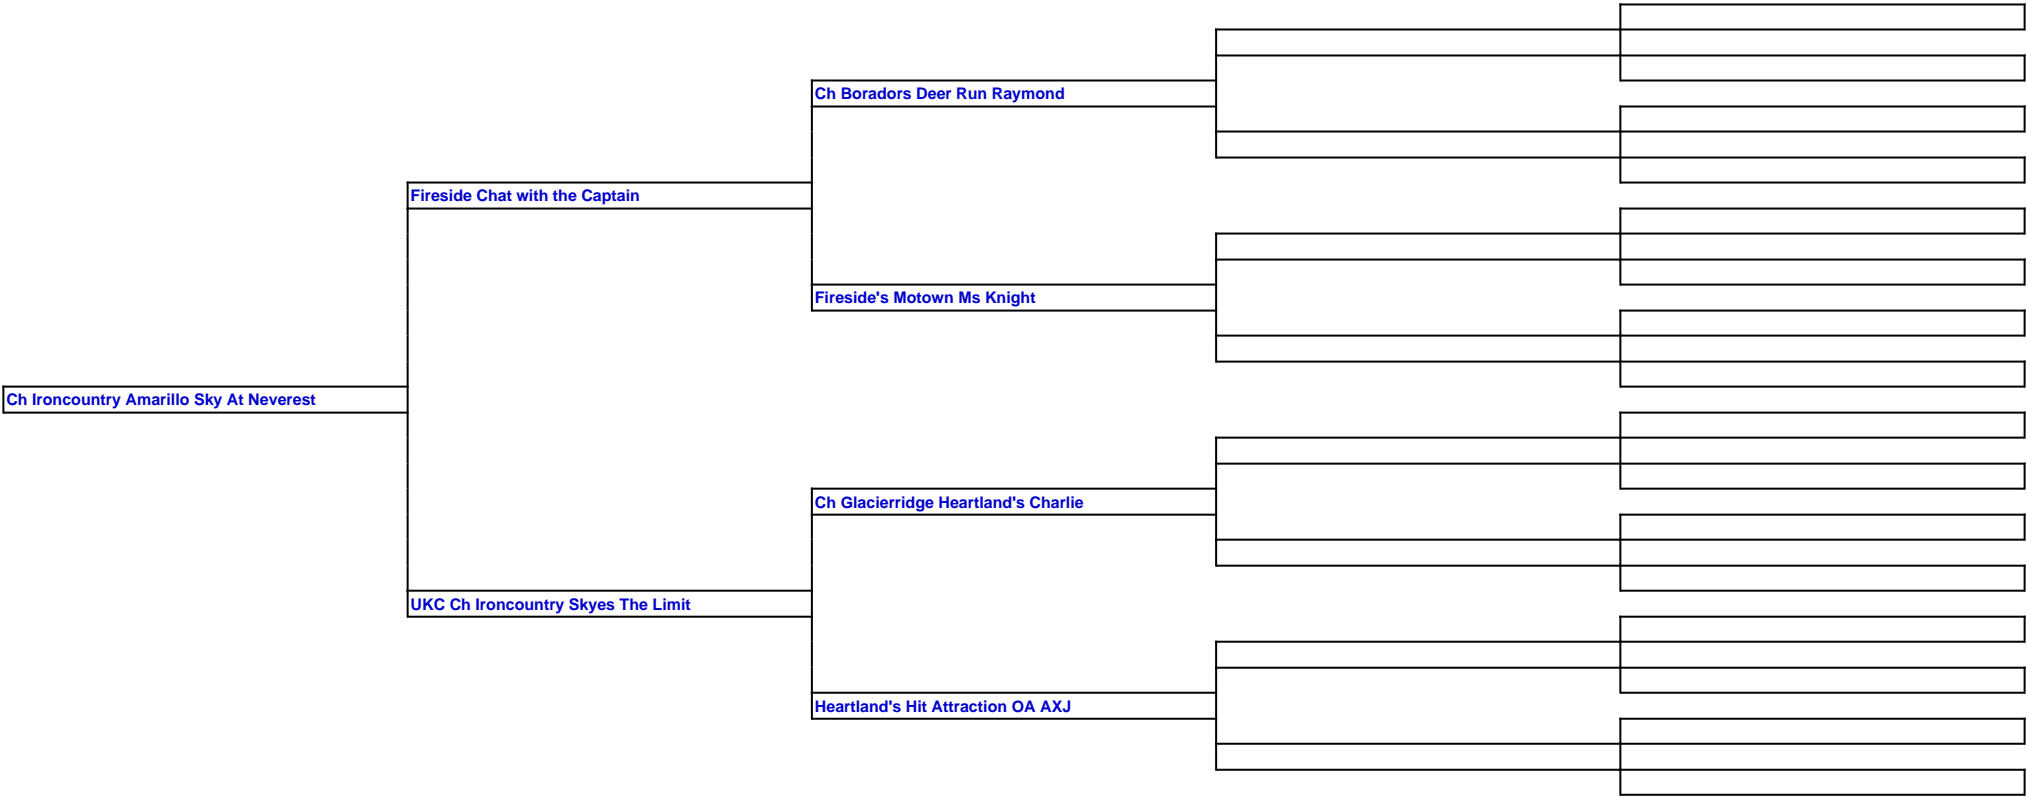 Ch Boradors Deer Run Raymond
Fireside Chat with the Captain
Fireside's Motown Ms Knight
Ch Ironcountry Amarillo Sky At Neverest
Ch Glacierridge Heartland's Charlie
UKC Ch Ironcountry Skyes The Limit
Heartland's Hit Attraction OA AXJ